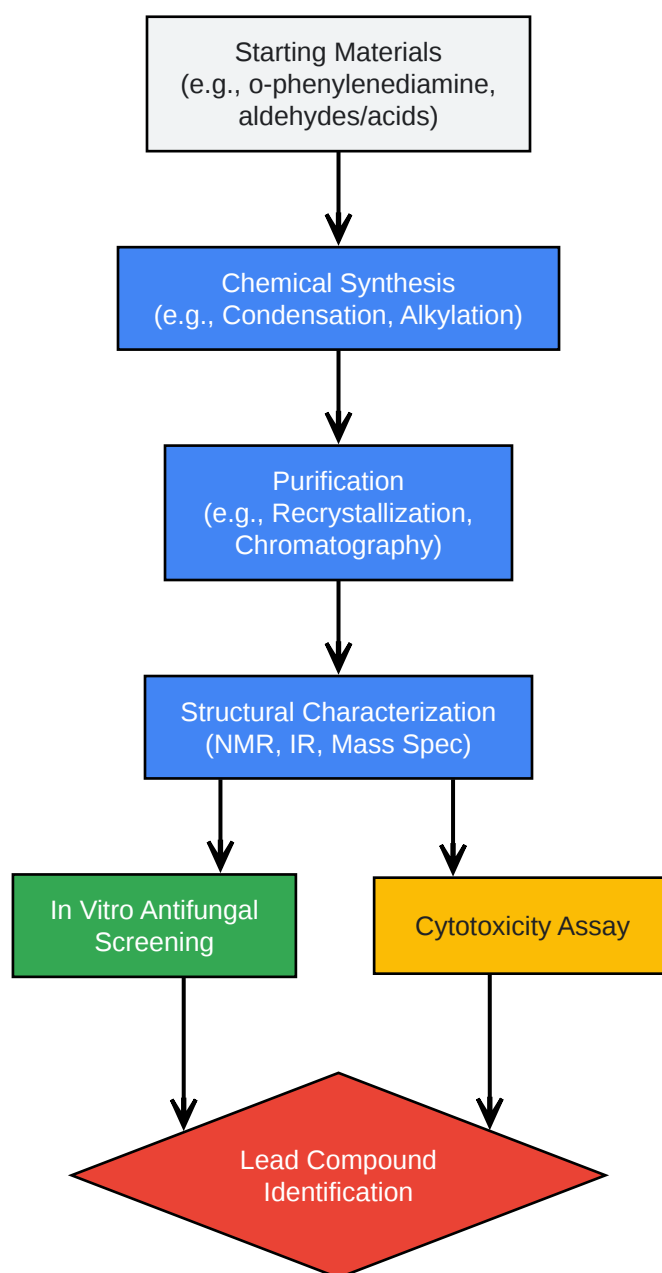 Starting Materials
(e.g., o-phenylenediamine,
aldehydes/acids)
Chemical Synthesis
(e.g., Condensation, Alkylation)
Purification
(e.g., Recrystallization,
Chromatography)
Structural Characterization
(NMR, IR, Mass Spec)
In Vitro Antifungal
Screening
Cytotoxicity Assay
Lead Compound
Identification